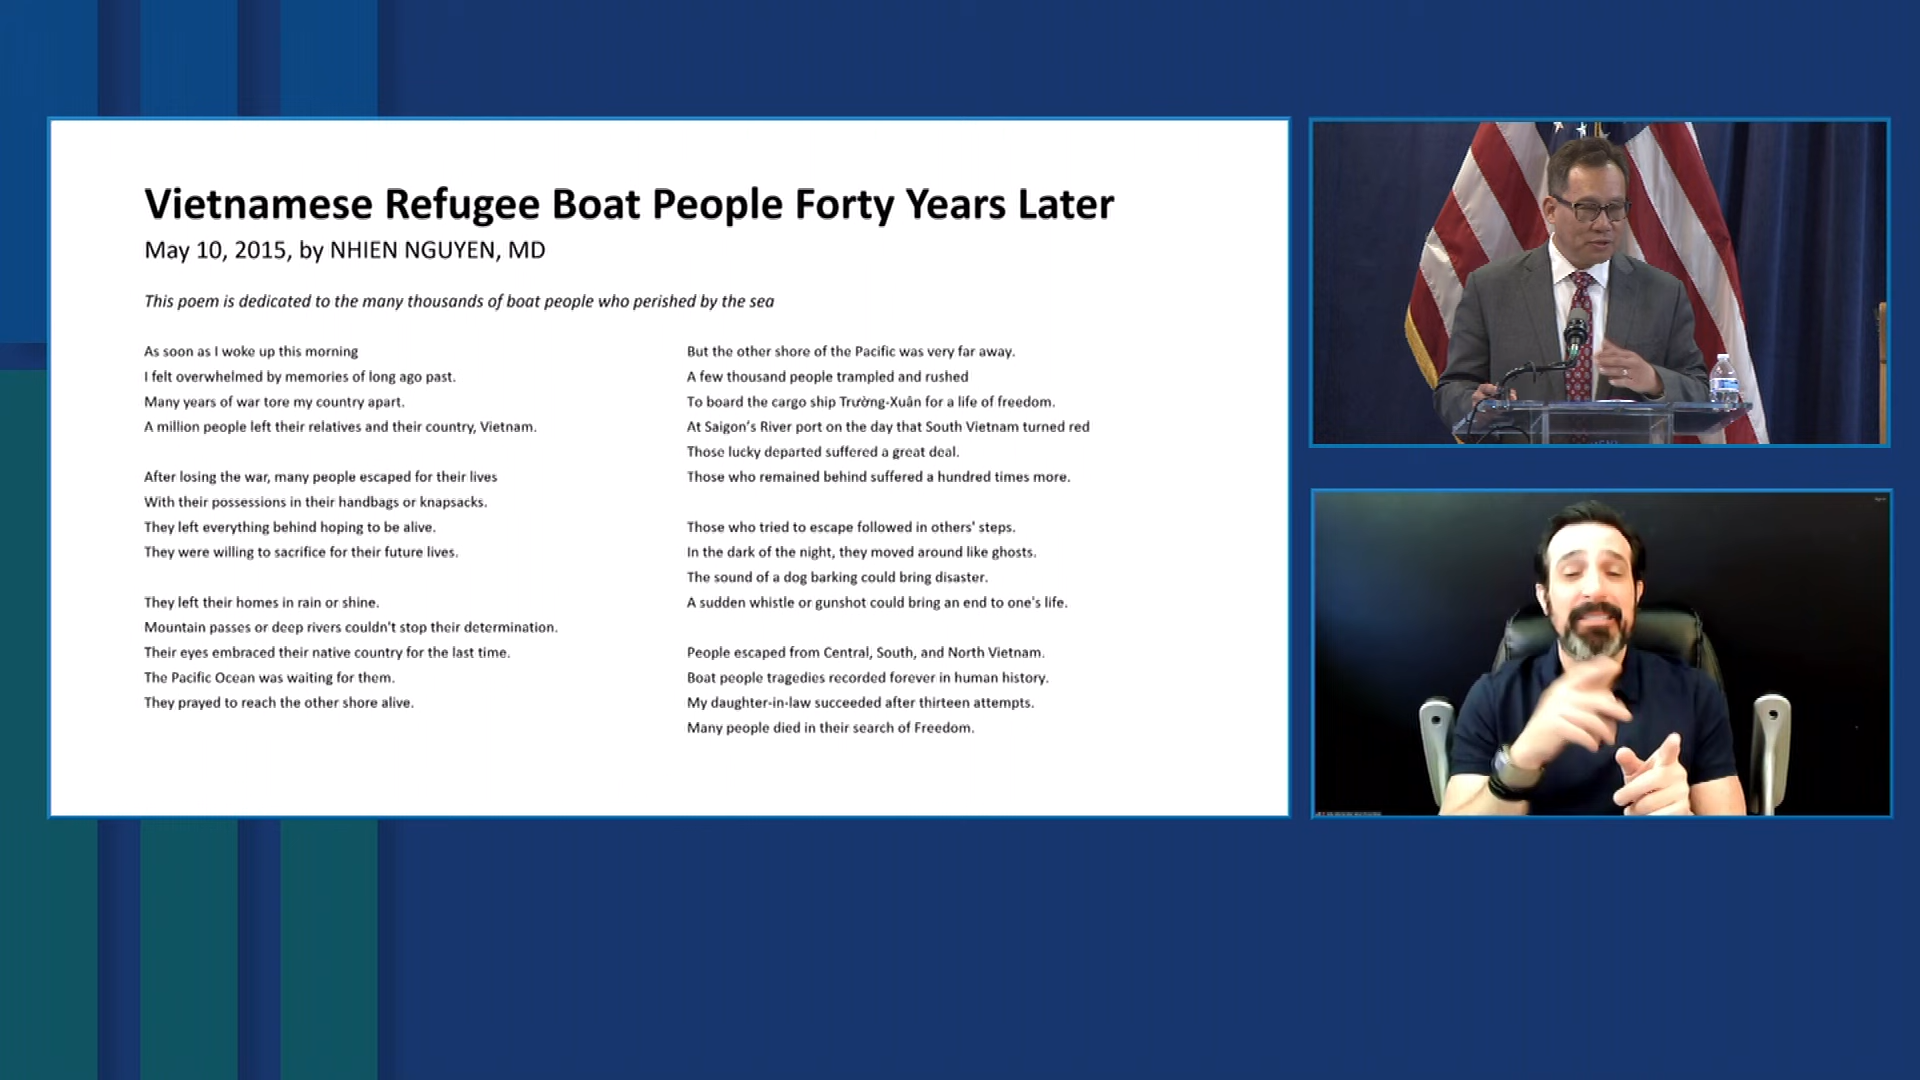 Vietnamese Refugee Boat People Forty Years Later
May 10, 2015, by NHIEN NGUYEN, MD
This poem is dedicated to the many thousands of boat people who perished by the sea
As soon as I woke up this morning
I felt overwhelmed by memories of long ago past.
Many years of war tore my country apart.
A million people left their relatives and their country, Vietnam.
After losing the war, many people escaped for their lives
With their possessions in their handbags or knapsacks.
They left everything behind hoping to be alive.
They were willing to sacrifice for their future lives.
They left their homes in rain or shine.
Mountain passes or deep rivers couldn't stop their determination.
Their eyes embraced their native country for the last time.
The Pacific Ocean was waiting for them.
They prayed to reach the other shore alive.
But the other shore of the Pacific was very far away.
A few thousand people trampled and rushed
To board the cargo ship Trường-Xuân for a life of freedom.
At Saigon’s River port on the day that South Vietnam turned red
Those lucky departed suffered a great deal.
Those who remained behind suffered a hundred times more.
Those who tried to escape followed in others' steps.
In the dark of the night, they moved around like ghosts.
The sound of a dog barking could bring disaster.
A sudden whistle or gunshot could bring an end to one's life.
People escaped from Central, South, and North Vietnam.
Boat people tragedies recorded forever in human history.
My daughter-in-law succeeded after thirteen attempts.
Many people died in their search of Freedom.